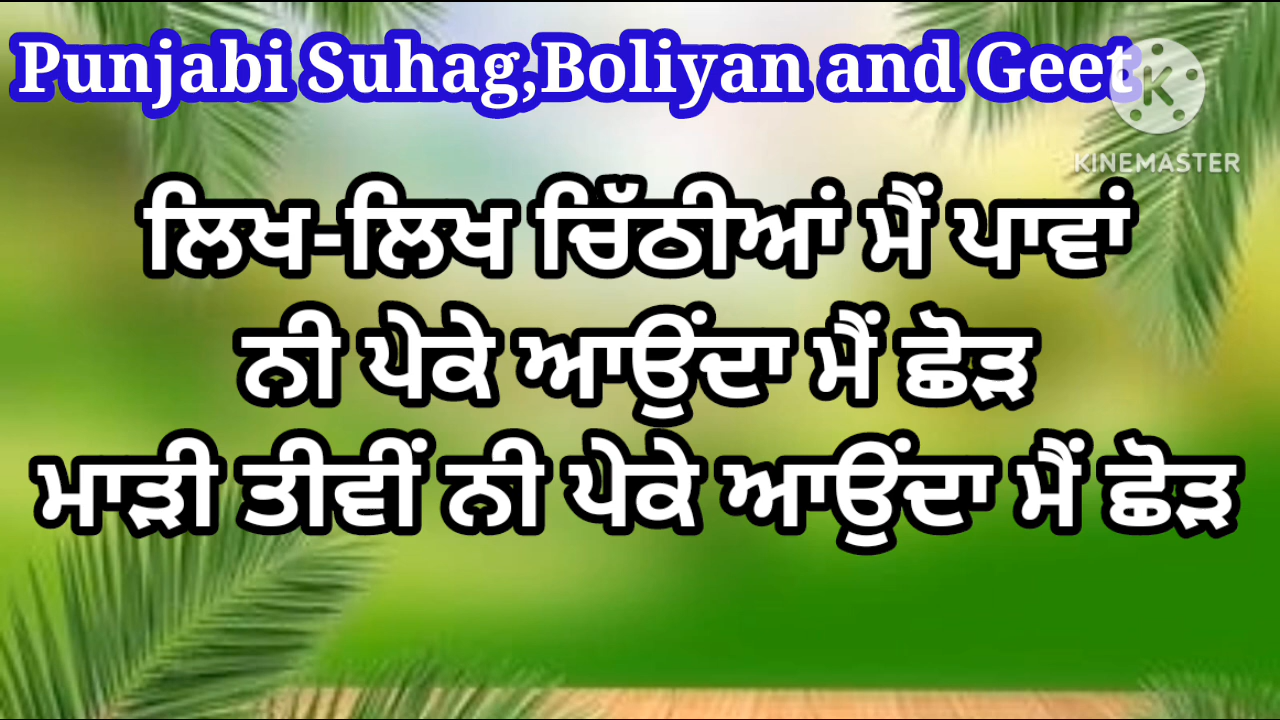 Punjabi Suhag,Boliyan and Geet
K
KINEMASTER
ਲਿਖ-ਲਿਖ ਚਿੱਠੀਆਂ ਮੈਂ ਪਾਵਾਂ
ਨੀ ਪੇਕੇ ਆਉਂਦਾ ਮੈਂ ਛੋੜ
ਮਾੜੀ ਤੀਵੀਂ ਨੀ ਪੇਕੇ ਆਉਂਦਾ ਮੈਂ ਛੋੜ